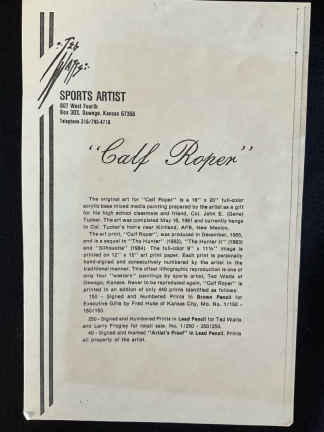 Ted
Watts
SPORTS ARTIST
807 West Fourth
Box 303, Oswego, Kansas 67356
Telephone 316/795-4719
"Calf Roper"
The original art for "Calf Roper" is a 16" x 20" full-color
acrylic base mixed media painting prepared by the artist as a gift
for his high school classmate and friend, Col. John E. (Gene)
Tucker. The art was completed May 16, 1981 and currently hangs
in Col. Tucker's home near Kirtland, AFB, New Mexico.
The art print, "Calf Roper", was produced in December, 1985,
and is a sequel to "The Hunter" (1982), "The Hunter II" (1983)
and "Silhouette" (1984). The full-color 9" x 11¼" image is
printed on 12" x 15" art print paper. Each print is personally
hand-signed and consecutively numbered by the artist in the
traditional manner. This offset lithographic reproduction is one of
only four "western" paintings by sports artist, Ted Watts of
Oswego, Kansas. Never to be reproduced again, "Calf Roper" is
printed in an edition of only 440 prints identified as follows:
150 - Signed and Numbered Prints in Brown Pencil for
Executive Gifts by Fred Hulse of Kansas City, Mo. No. 1/150 -
150/150.
250 - Signed and Numbered Prints in Lead Pencil for Ted Watts
and Larry Frogley for retail sale. No. 1/250 - 250/250.
40 - Signed and marked "Artist's Proof" in Lead Pencil. Prints
all property of the artist.